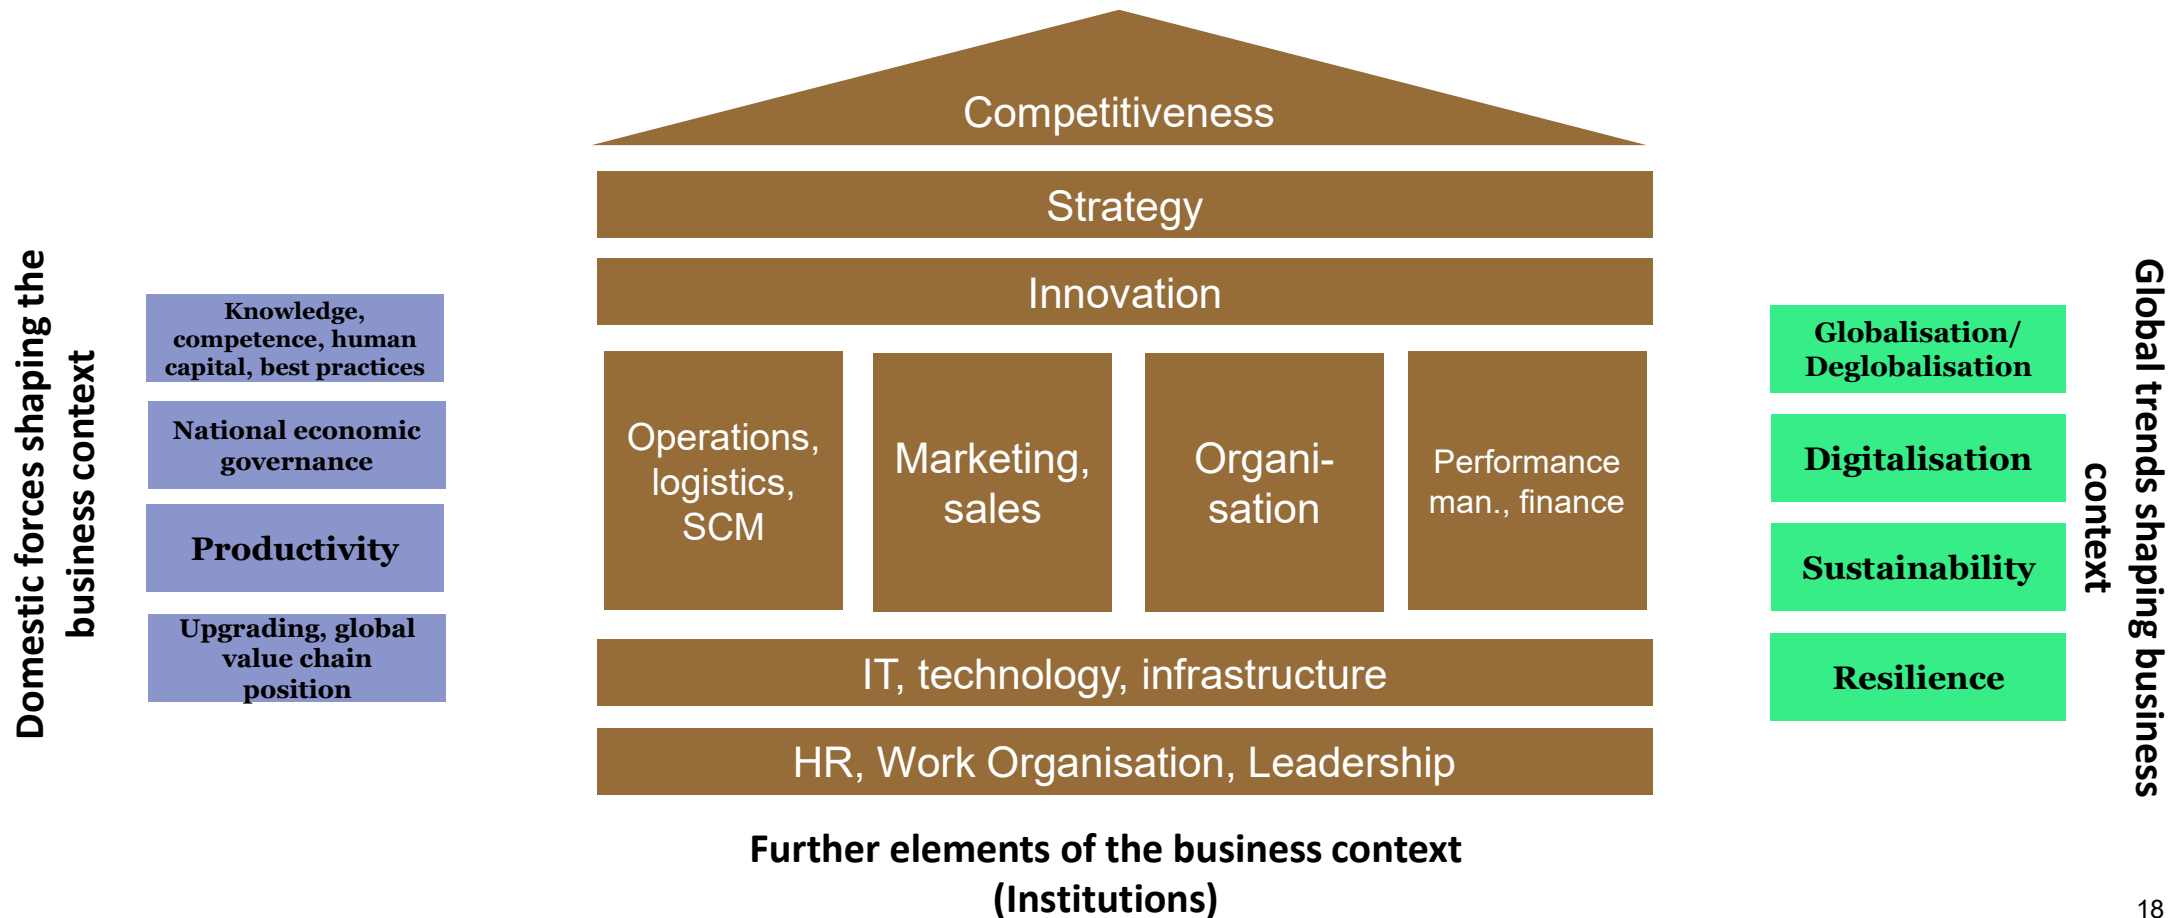 Competitiveness
Strategy
Innovation
Operations,
logistics,
SCM
Marketing,
sales
Organi-
sation
Performance
man., finance
IT, technology, infrastructure
HR, Work Organisation, Leadership
Domestic forces shaping the
business context
Knowledge,
competence, human
capital, best practices
National economic
governance
Productivity
Upgrading, global
value chain
position
Globalisation/
Deglobalisation
Digitalisation
Sustainability
Resilience
Global trends shaping business
context
Further elements of the business context
(Institutions)
18